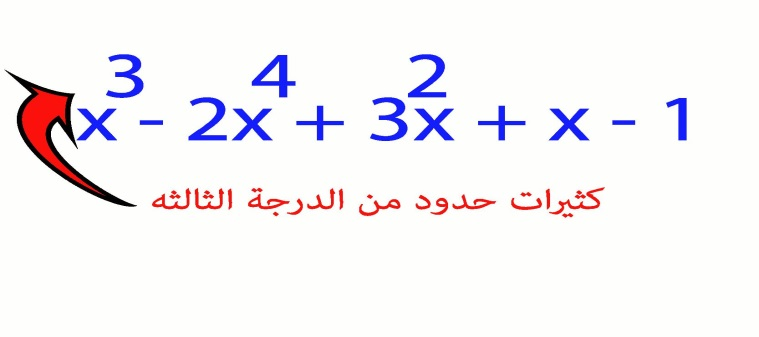 x³ - 2x⁴ + 3x² + x - 1
كثيرات حدود من الدرجة الثالثه